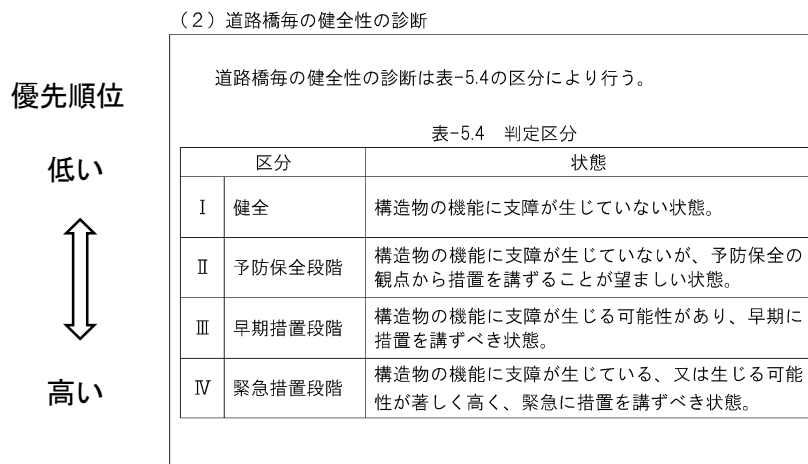 （２）道路橋毎の健全性の診断
道路橋毎の健全性の診断は表-5.4の区分により行う。
優先順位
低い
高い
表-5.4　判定区分
区分　状態
Ⅰ　健全　構造物の機能に支障が生じていない状態。
Ⅱ　予防保全段階　構造物の機能に支障が生じていないが、予防保全の
観点から措置を講ずることが望ましい状態。
Ⅲ　早期措置段階　構造物の機能に支障が生じる可能性があり、早期に
措置を講ずべき状態。
Ⅳ　緊急措置段階　構造物の機能に支障が生じている、又は生じる可能
性が著しく高く、緊急に措置を講ずべき状態。